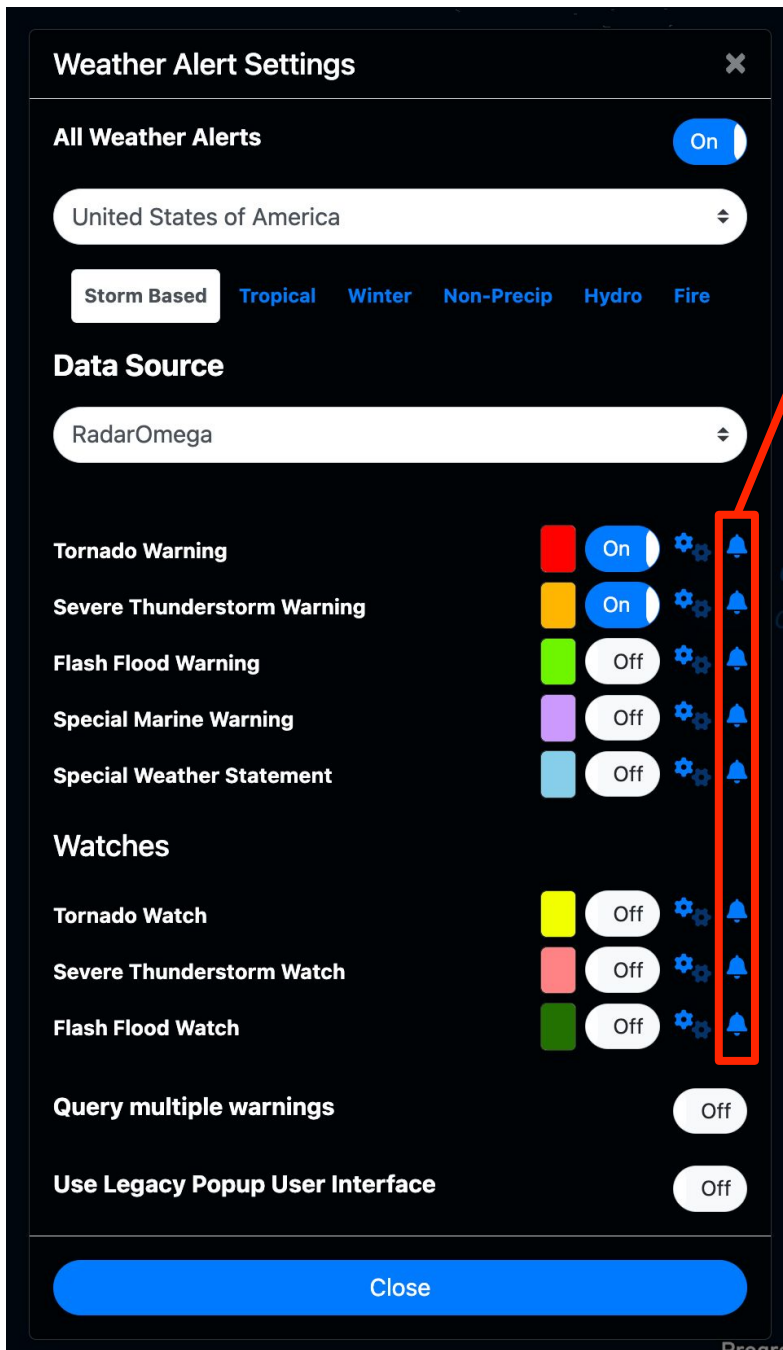 Weather Alert Settings ×
All Weather Alerts On
United States of America
Storm Based Tropical Winter Non-Precip Hydro Fire
Data Source
RadarOmega
Tornado Warning On
Severe Thunderstorm Warning On
Flash Flood Warning Off
Special Marine Warning Off
Special Weather Statement Off
Watches
Tornado Watch Off
Severe Thunderstorm Watch Off
Flash Flood Watch Off
Query multiple warnings Off
Use Legacy Popup User Interface Off
Close